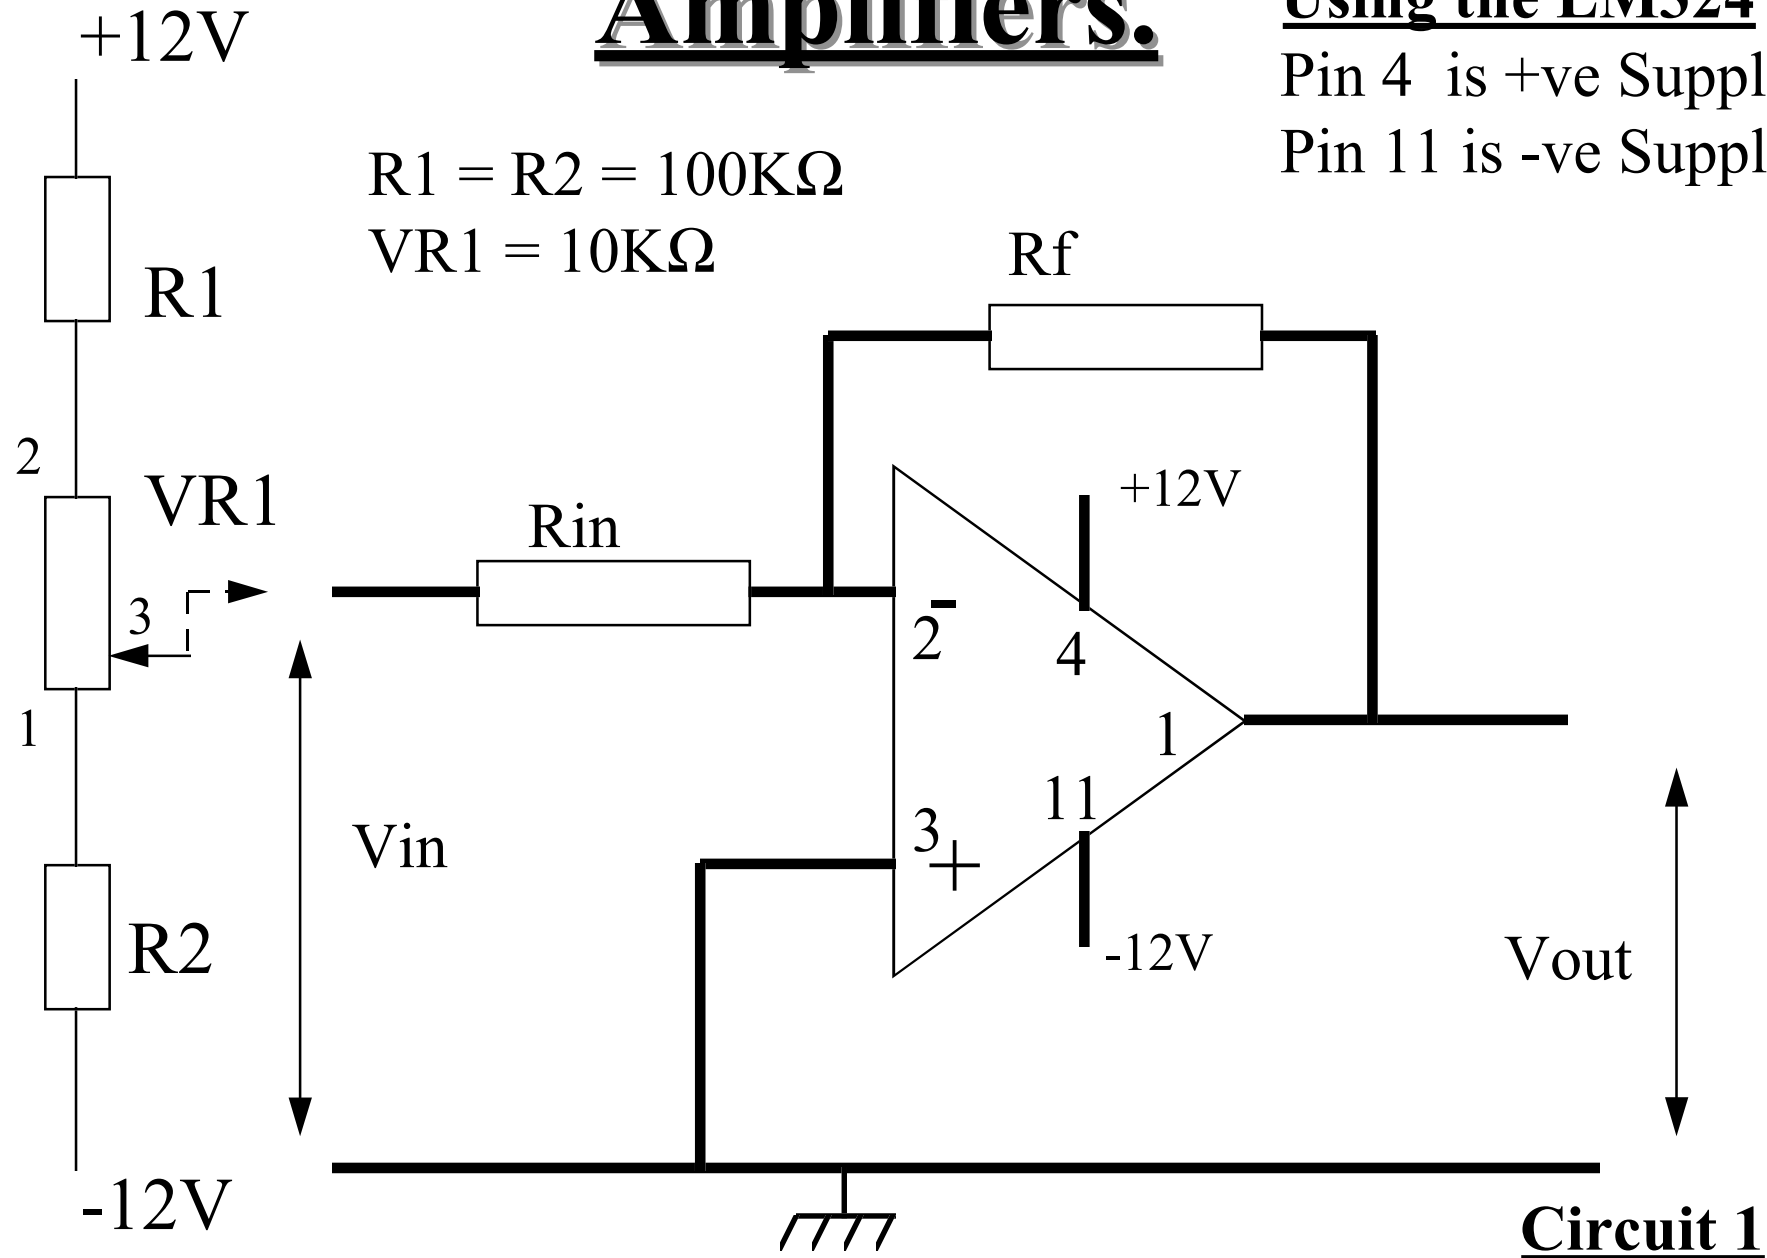 Amplifiers.
Using the LM324
Pin 4 is +ve Suppl
Pin 11 is -ve Suppl
+12V
R1 = R2 = 100KΩ
VR1 = 10KΩ
R1
Rf
2
VR1
+12V
Rin
3
-
2
4
1
1
11
3
+
Vin
R2
-12V
Vout
-12V
Circuit 1